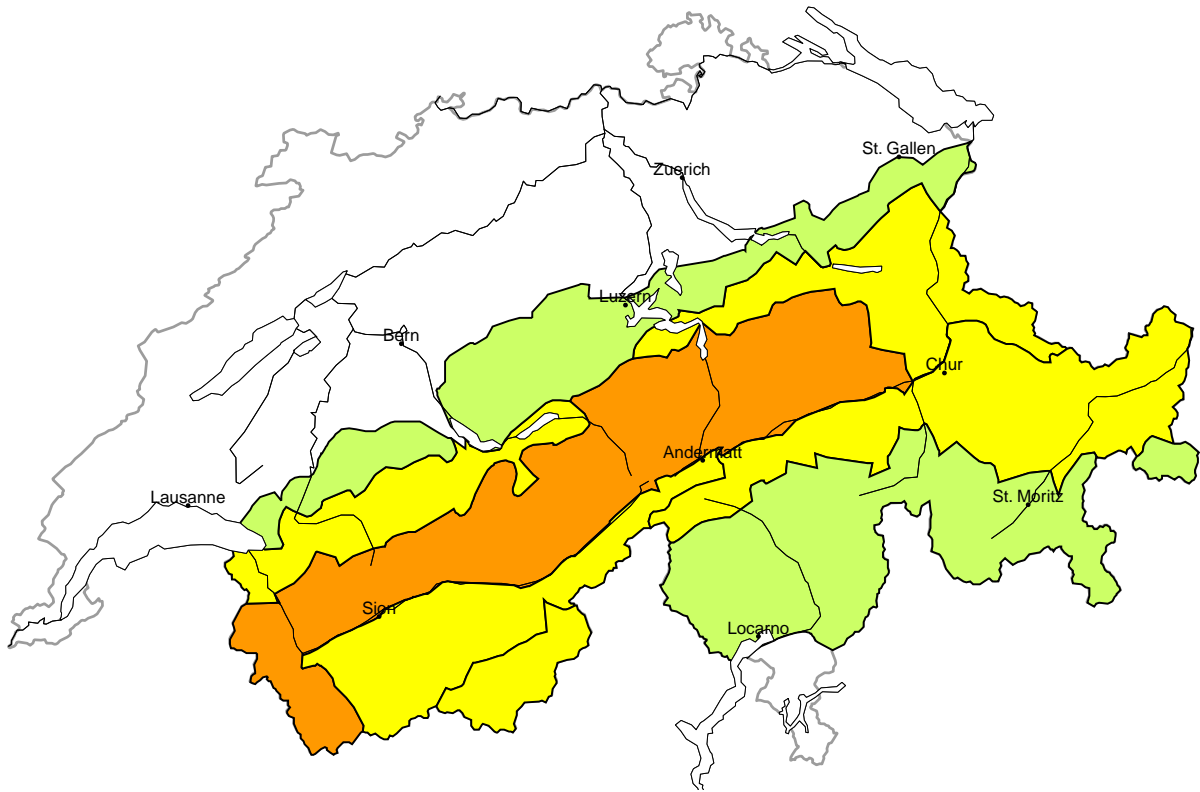 St. Gallen
Zuerich
Luzern
Bern
Chur
Andermatt
Lausanne
St. Moritz
Sion
Locarno